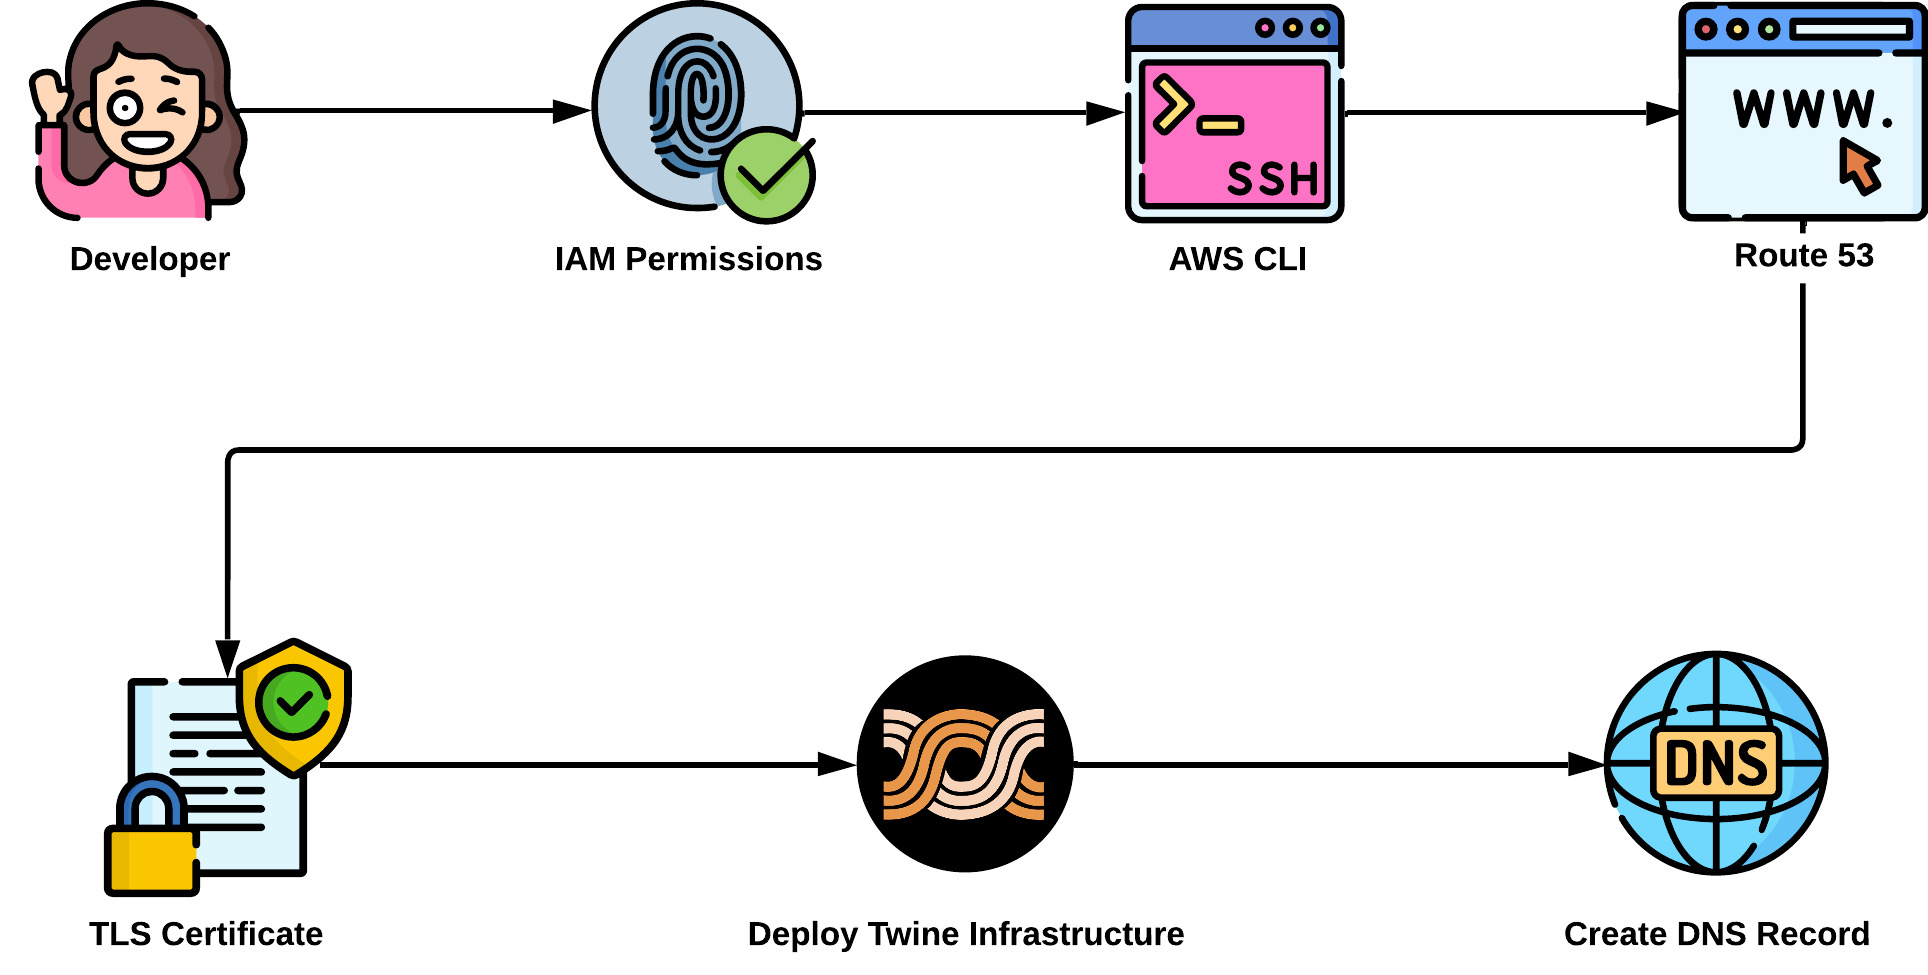 www.
SSH
Developer
IAM Permissions
AWS CLI
Route 53
DNS
TLS Certificate
Deploy Twine Infrastructure
Create DNS Record